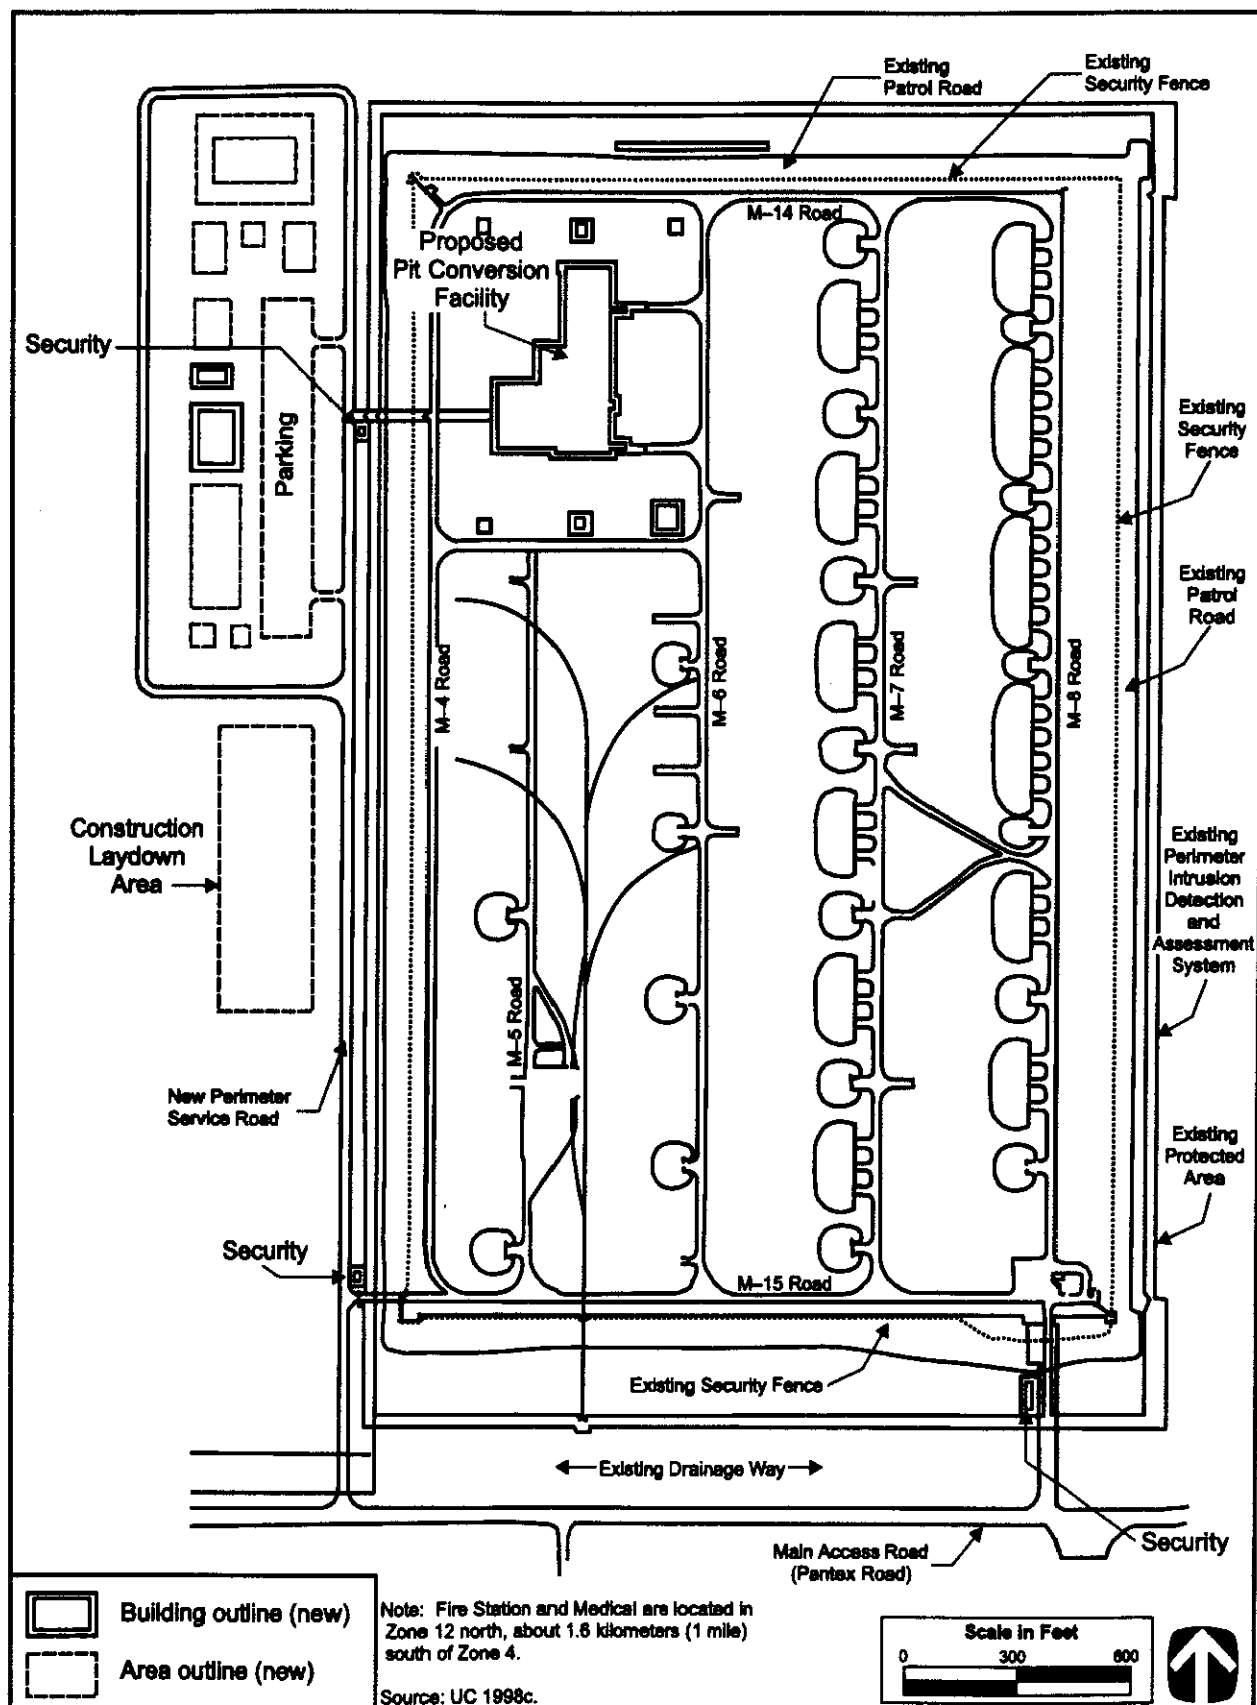 Existing
Patrol Road
Existing
Security Fence
M–14 Road
Proposed
Pit Conversion
Facility
Security
Parking
Existing
Security
Fence
Existing
Patrol
Road
M–4 Road
M–6 Road
M–7 Road
M–8 Road
Construction
Laydown
Area
Existing
Perimeter
Intrusion
Detection
and
Assessment
System
M–5 Road
New Perimeter
Service Road
Existing
Protected
Area
Security
M–15 Road
Existing Security Fence
Existing Drainage Way
Security
Main Access Road
(Pantex Road)
Building outline (new)
Area outline (new)
Note: Fire Station and Medical are located in
Zone 12 north, about 1.6 kilometers (1 mile)
south of Zone 4.
Source: UC 1998c.
Scale in Feet
0 300 600